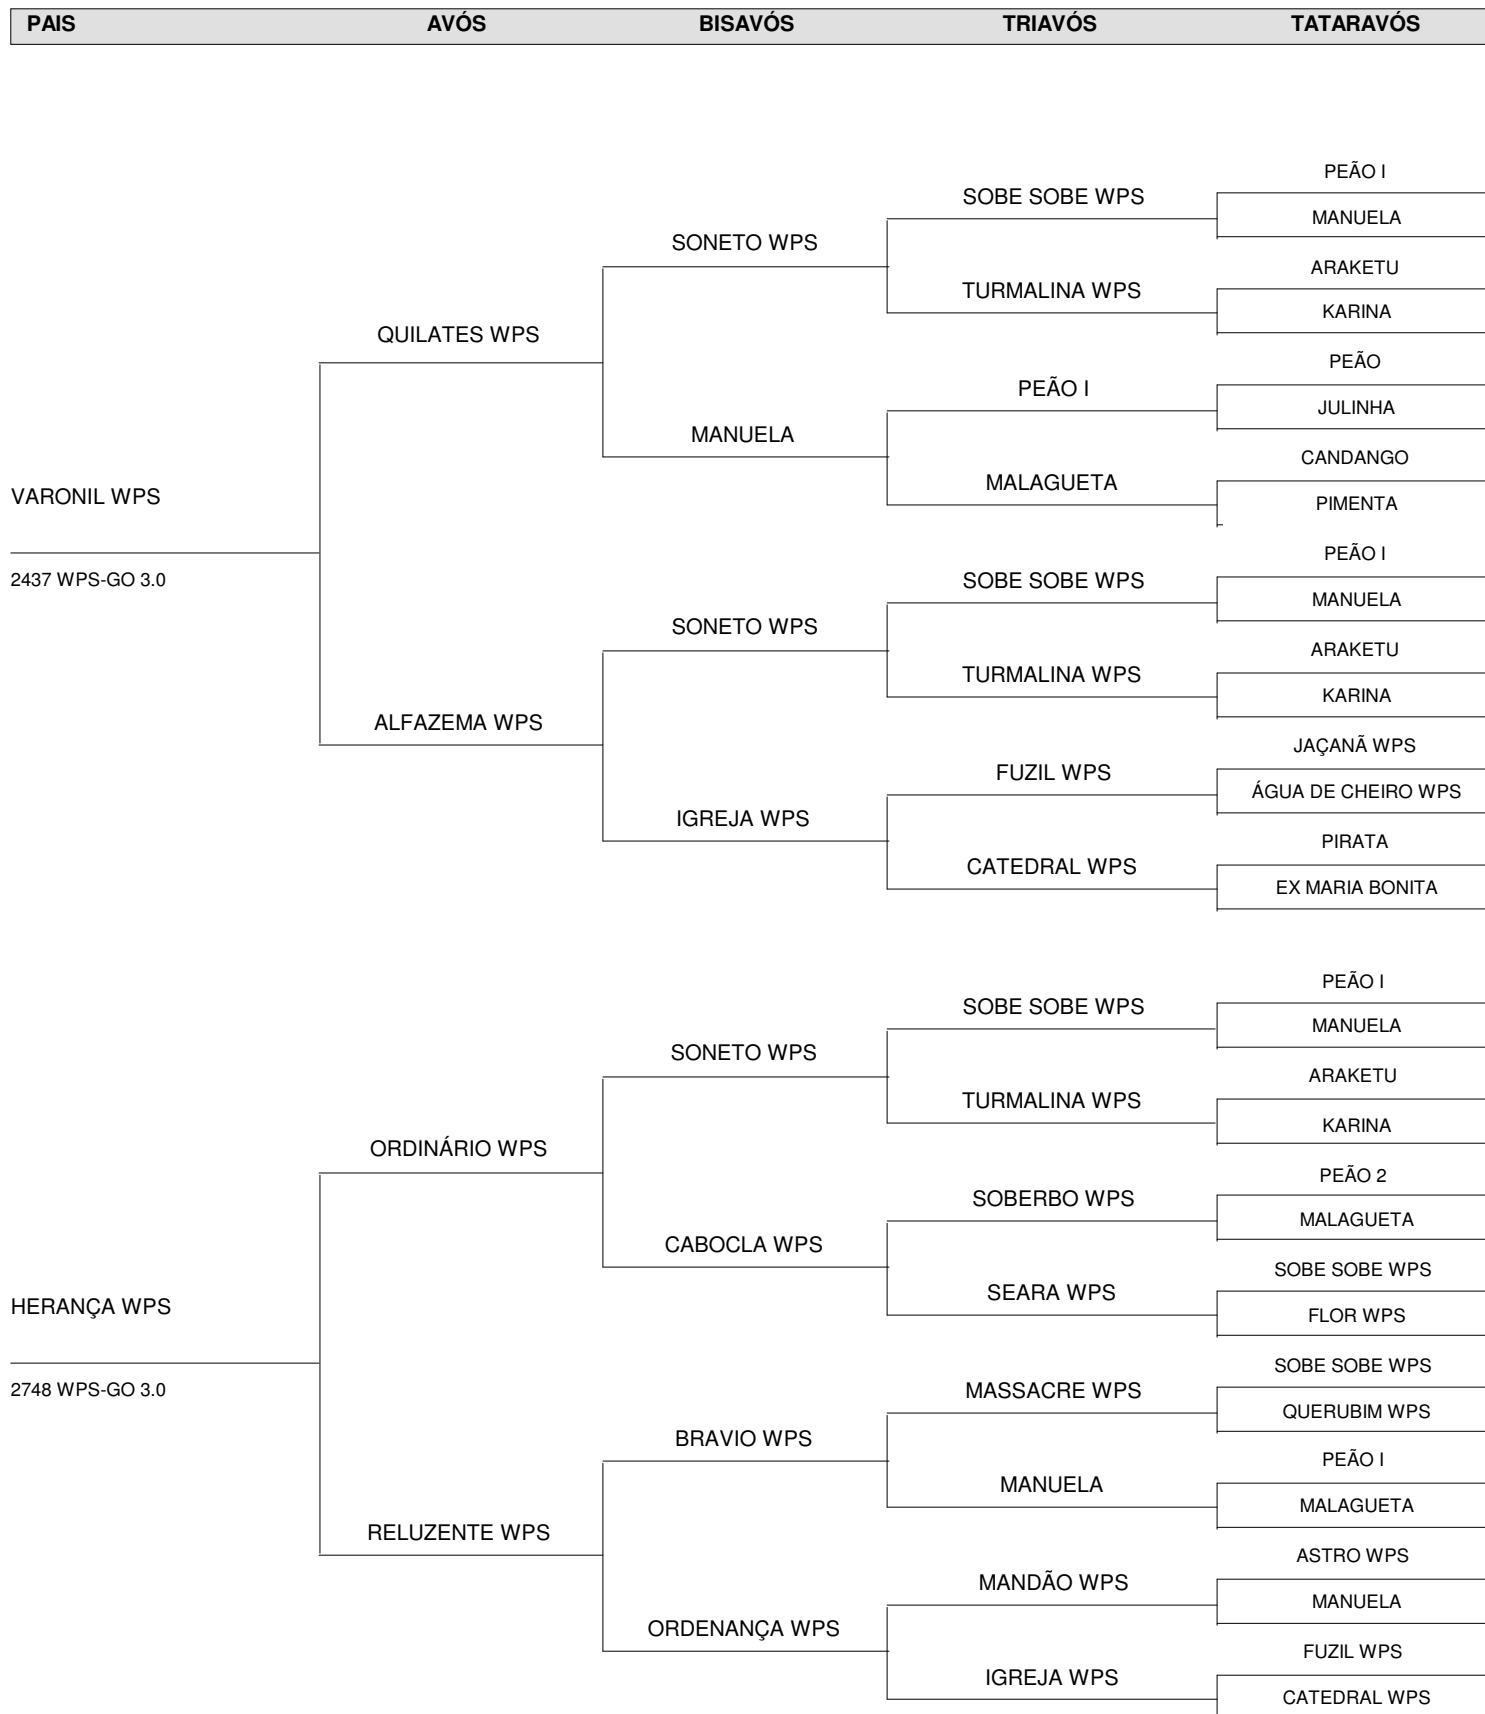 PAIS AVÓS BISAVÓS TRIAVÓS TATARAVÓS
PEÃO I
SOBE SOBE WPS
MANUELA
SONETO WPS
ARAKETU
TURMALINA WPS
KARINA
QUILATES WPS
PEÃO
PEÃO I
JULINHA
MANUELA
CANDANGO
MALAGUETA
VARONIL WPS
PIMENTA
PEÃO I
2437 WPS-GO 3.0
SOBE SOBE WPS
MANUELA
SONETO WPS
ARAKETU
TURMALINA WPS
KARINA
ALFAZEMA WPS
JAÇANÃ WPS
FUZIL WPS
ÁGUA DE CHEIRO WPS
IGREJA WPS
PIRATA
CATEDRAL WPS
EX MARIA BONITA
PEÃO I
SOBE SOBE WPS
MANUELA
SONETO WPS
ARAKETU
TURMALINA WPS
KARINA
ORDINÁRIO WPS
PEÃO 2
SOBERBO WPS
MALAGUETA
CABOCLA WPS
SOBE SOBE WPS
SEARA WPS
HERANÇA WPS
FLOR WPS
SOBE SOBE WPS
2748 WPS-GO 3.0
MASSACRE WPS
QUERUBIM WPS
BRAVIO WPS
PEÃO I
MANUELA
MALAGUETA
RELUZENTE WPS
ASTRO WPS
MANDÃO WPS
MANUELA
ORDENANÇA WPS
FUZIL WPS
IGREJA WPS
CATEDRAL WPS